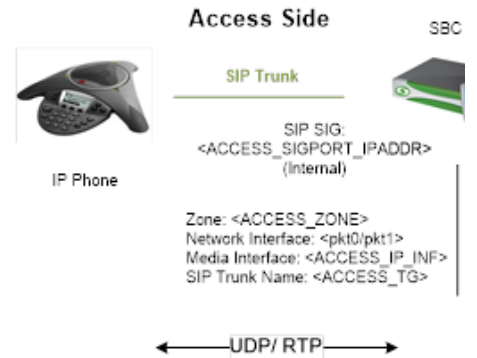 Access Side
SBC
SIP Trunk
SIP SIG:
<ACCESS_SIGPORT_IPADDR>
(Internal)
IP Phone
Zone: <ACCESS_ZONE>
Network Interface: <pkt0/pkt1>
Media Interface: <ACCESS_IP_INF>
SIP Trunk Name: <ACCESS_TG>
UDP/ RTP